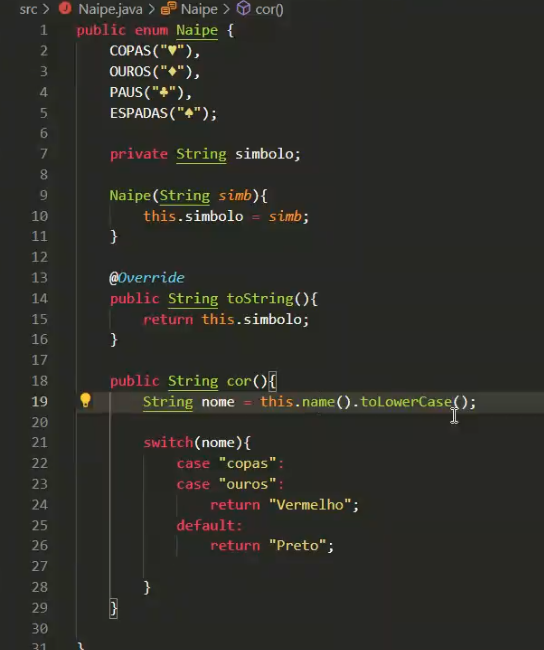 src > Naipe.java > Naipe > cor()
1 public enum Naipe {
2 COPAS("♥"),
3 OUROS("♦"),
4 PAUS("♣"),
5 ESPADAS("♠");
6
7 private String simbolo;
8
9 Naipe(String simb){
10 this.simbolo = simb;
11 }
12
13 @Override
14 public String toString(){
15 return this.simbolo;
16 }
17
18 public String cor(){
19 String nome = this.name().toLowerCase();
20
21 switch(nome){
22 case "copas":
23 case "ouros":
24 return "Vermelho";
25 default:
26 return "Preto";
27
28 }
29 }
30
31 }